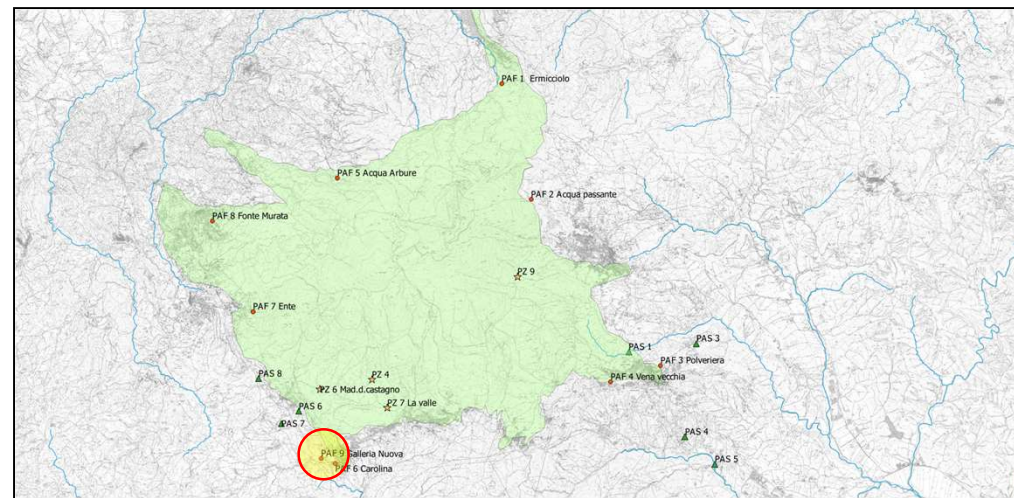 PAF 1 Ermicciolo
PAF 5 Acqua Arbure
PAF 2 Acqua passante
PAF 8 Fonte Murata
PZ 9
PAF 7 Ente
PAS 1
PAS 3
PAF 3 Polveriera
PAS 8
PZ 4
PAF 4 Vena vecchia
PZ 6 Mad.d.castagno
PZ 7 La valle
PAS 6
PAS 7
PAS 4
PAF 9 Galleria Nuova
PAS 5
PAF 6 Carolina